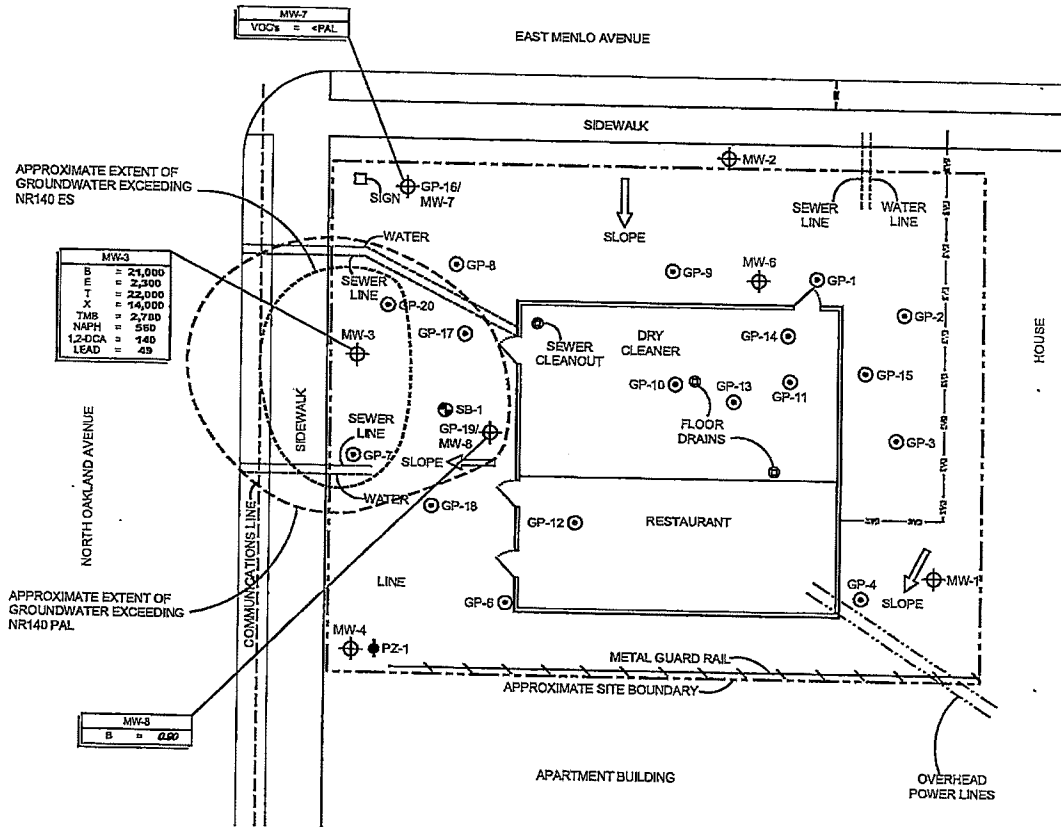 MW-7
VOC's = <PAL
EAST MENLO AVENUE
SIDEWALK
MW-2
APPROXIMATE EXTENT OF
GROUNDWATER EXCEEDING
NR140 ES
SIGN
GP-16/
MW-7
SLOPE
SEWER
LINE
WATER
LINE
WATER
SEWER
LINE
GP-8
GP-9
MW-6
GP-1
MW-3
B = 21,000
E = 2,300
T = 22,000
X = 14,000
TMB = 2,780
NAPH = 560
1,2-DCA = 140
LEAD = 49
GP-20
GP-17
MW-3
SEWER
CLEANOUT
DRY
CLEANER
GP-14
GP-2
HOUSE
GP-10
GP-13
GP-11
GP-15
SIDEWALK
SB-1
GP-19/
MW-8
FLOOR
DRAINS
GP-3
SEWER
LINE
GP-7
SLOPE
WATER
GP-18
GP-12
RESTAURANT
GAS
GAS
NORTH OAKLAND AVENUE
COMMUNICATIONS LINE
APPROXIMATE EXTENT OF
GROUNDWATER EXCEEDING
NR140 PAL
LINE
GP-6
GP-4
MW-1
SLOPE
MW-4
PZ-1
METAL GUARD RAIL
APPROXIMATE SITE BOUNDARY
MW-8
B = 0.90
APARTMENT BUILDING
OVERHEAD
POWER LINES